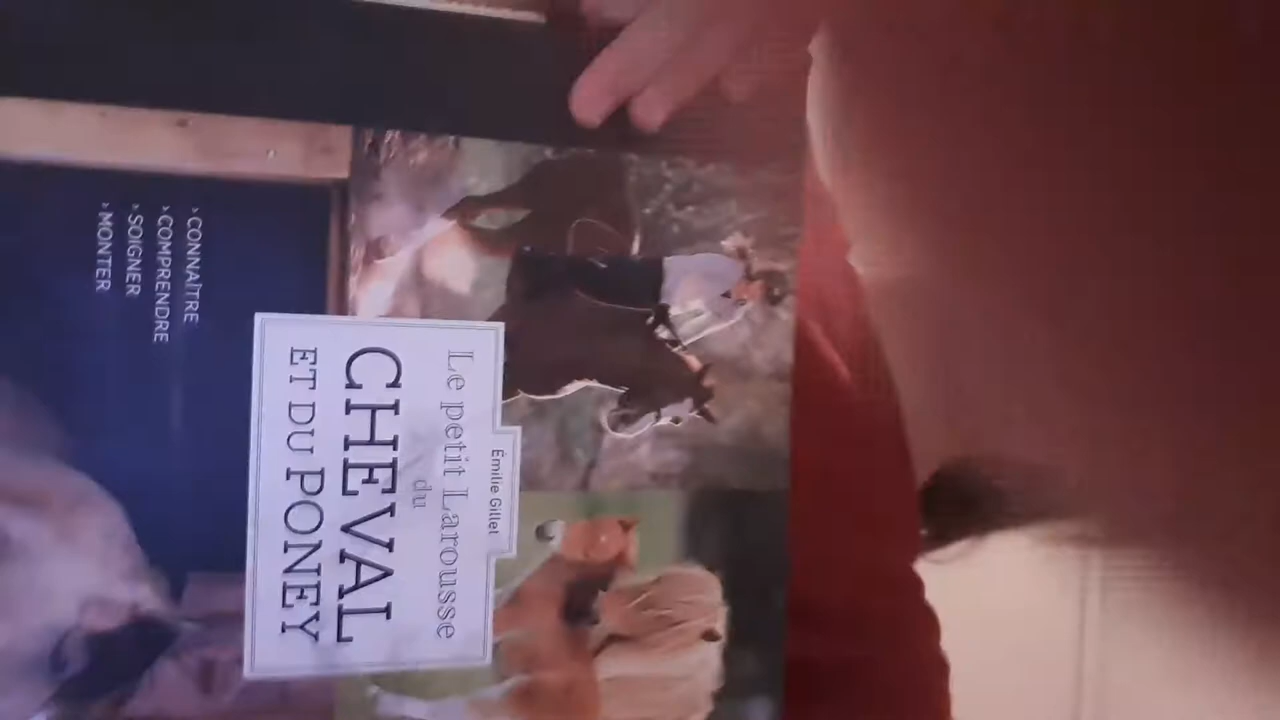 Émilie Gillet
Le petit Larousse
du
CHEVAL
ET DU PONEY
› CONNAÎTRE
› COMPRENDRE
› SOIGNER
› MONTER